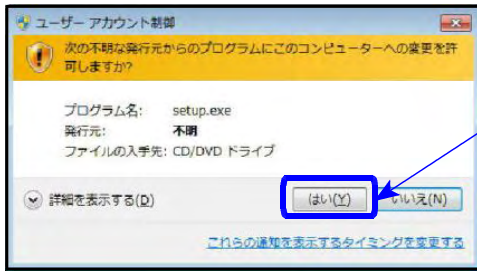 ユーザー アカウント制御
次の不明な発行元からのプログラムにこのコンピューターへの変更を許
可しますか?
プログラム名: setup.exe
発行元: 不明
ファイルの入手先: CD/DVD ドライブ
詳細を表示する(D)
はい(Y)
いいえ(N)
これらの通知を表示するタイミングを変更する